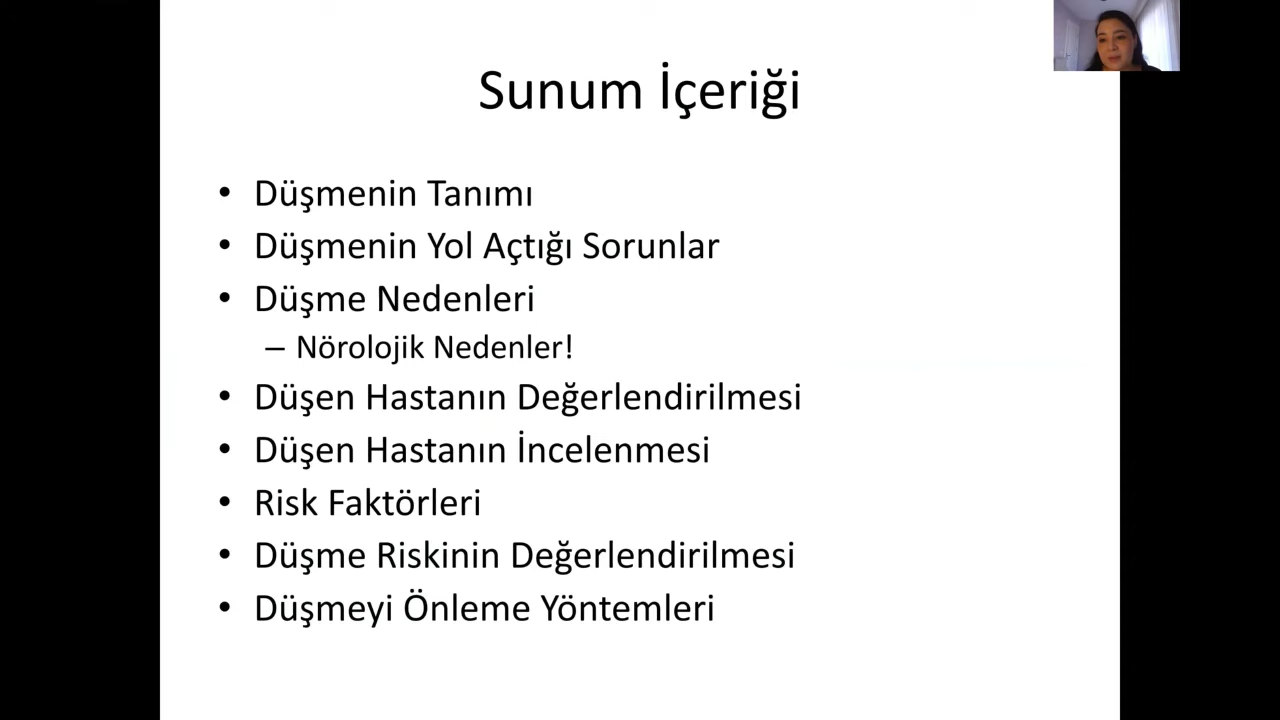 Sunum İçeriği
• Düşmenin Tanımı
• Düşmenin Yol Açtığı Sorunlar
• Düşme Nedenleri
– Nörolojik Nedenler!
• Düşen Hastanın Değerlendirilmesi
• Düşen Hastanın İncelenmesi
• Risk Faktörleri
• Düşme Riskinin Değerlendirilmesi
• Düşmeyi Önleme Yöntemleri